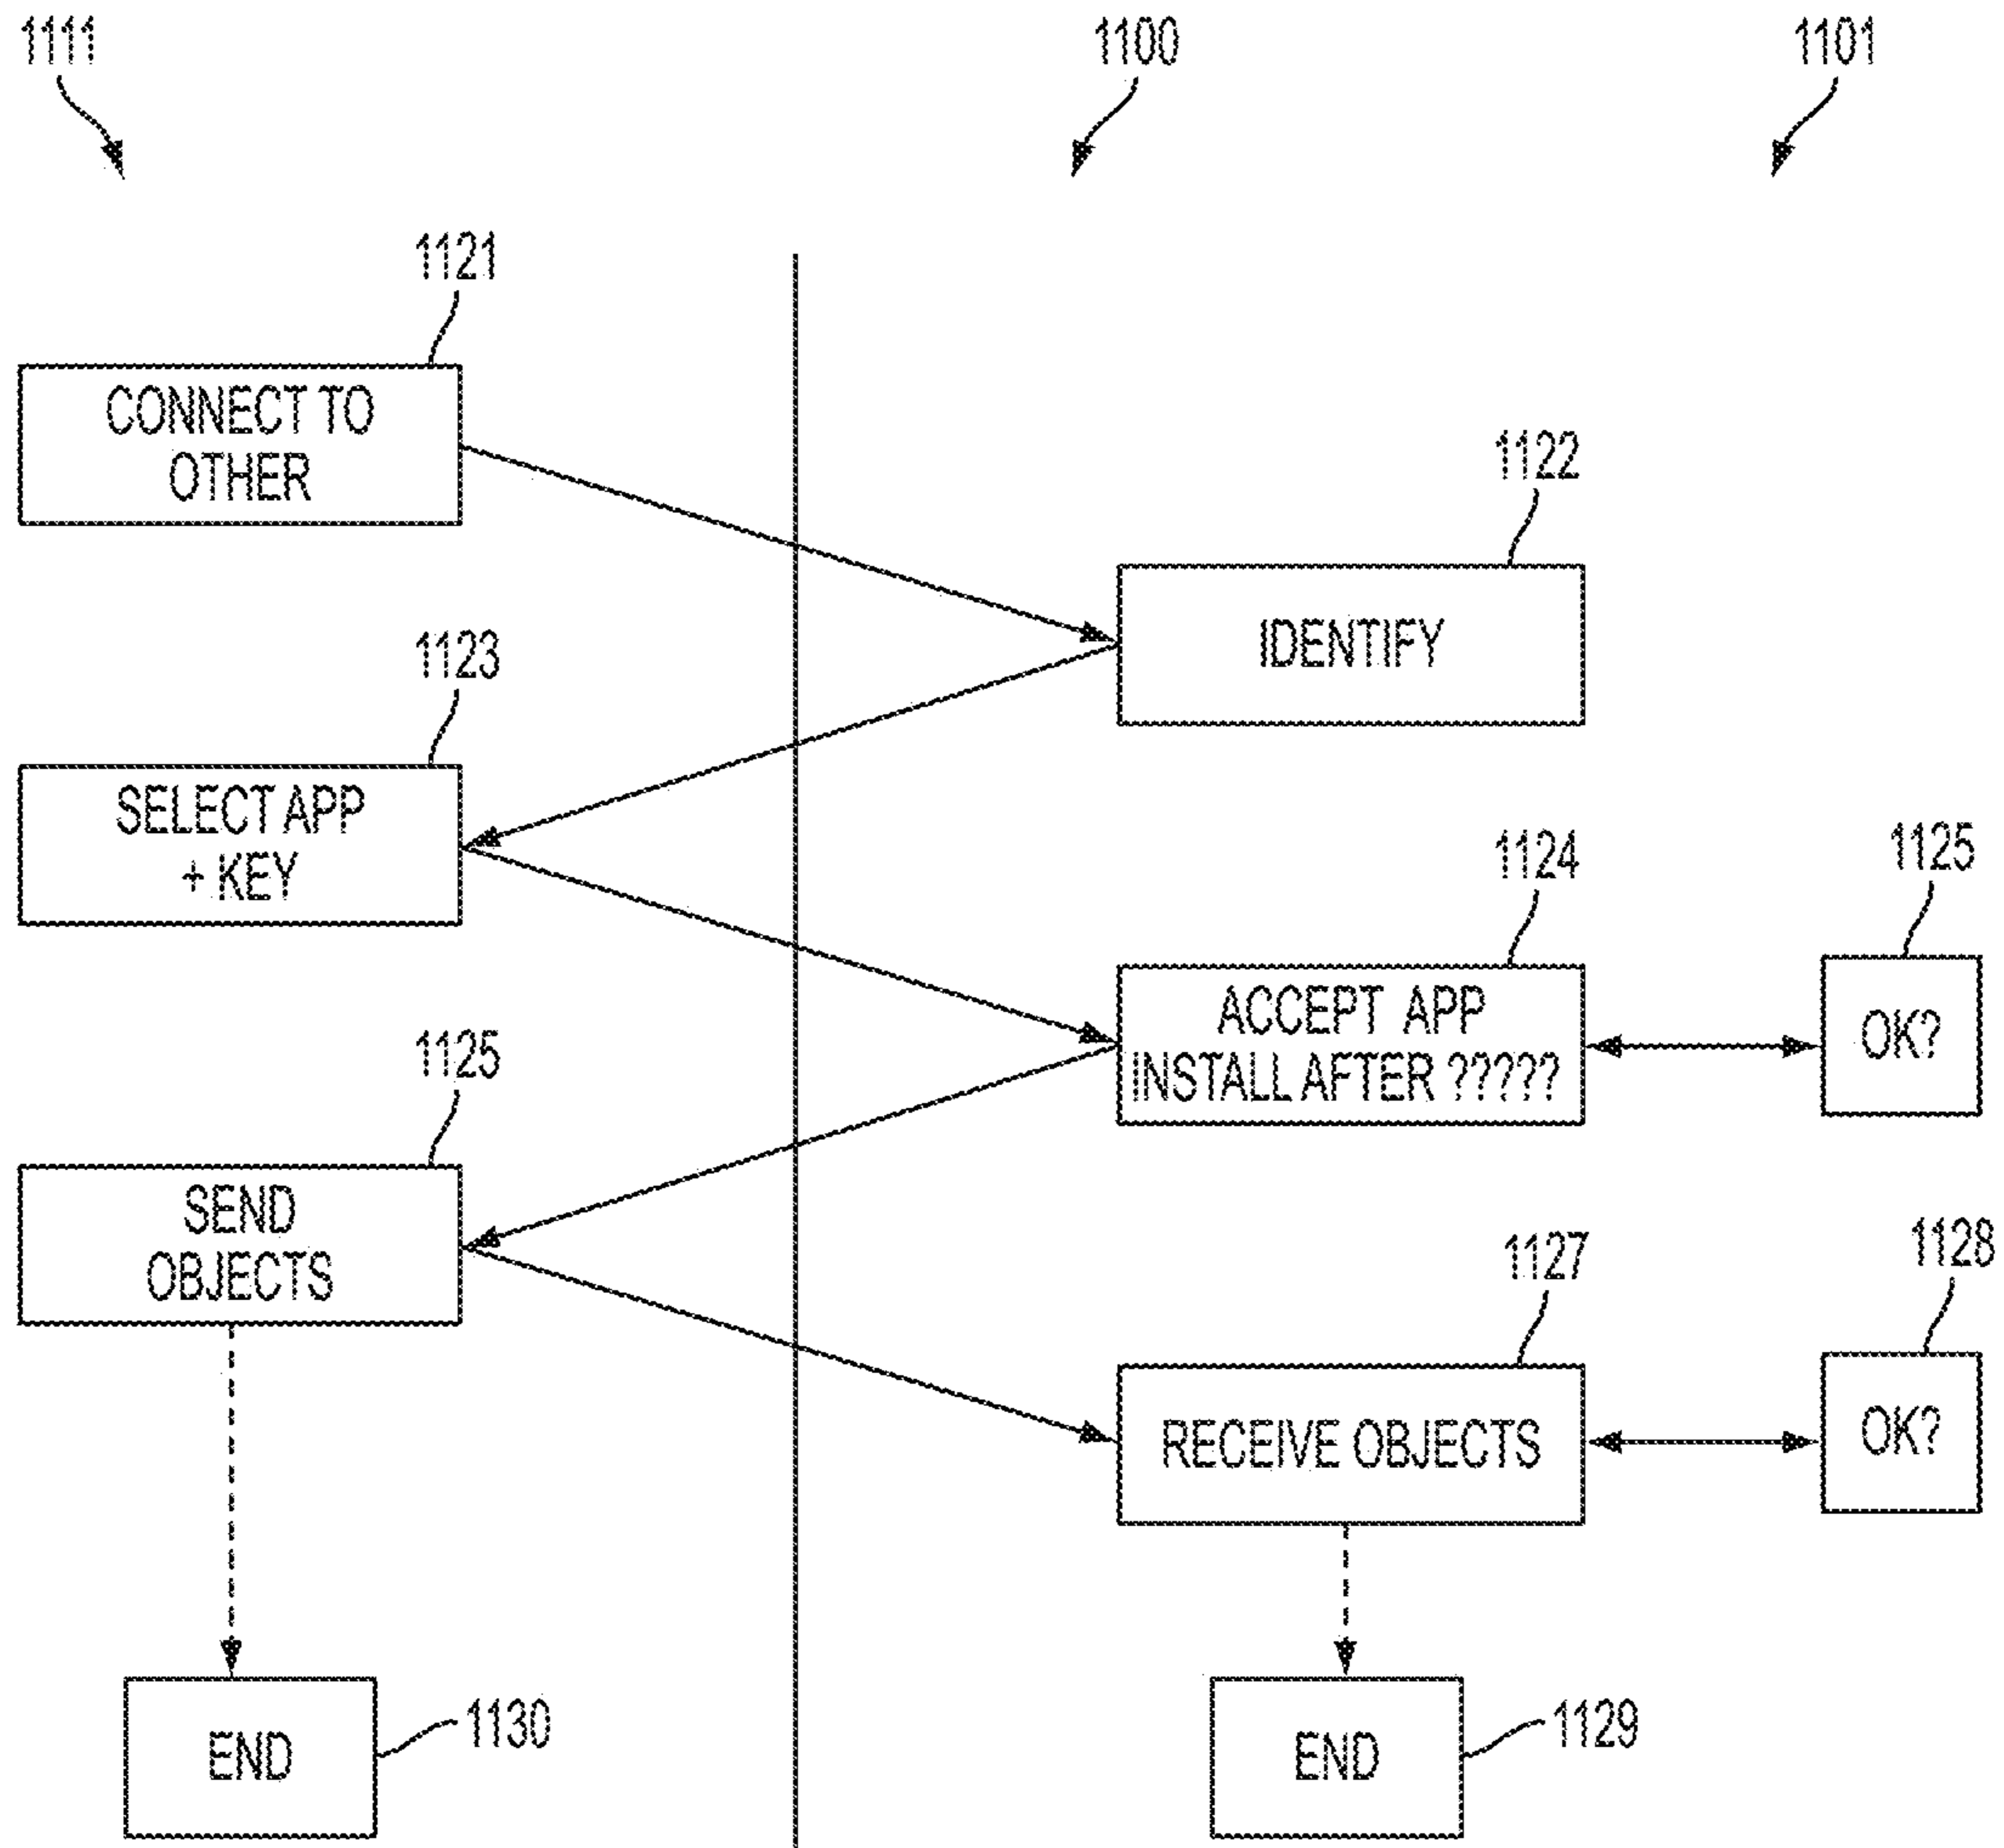 1111
1100
1101
1121
CONNECT TO
OTHER
1122
IDENTIFY
1123
SELECT APP
+ KEY
1124
ACCEPT APP
INSTALL AFTER ?????
1125
OK?
1125
SEND
OBJECTS
1127
RECEIVE OBJECTS
1128
OK?
END
1130
END
1129